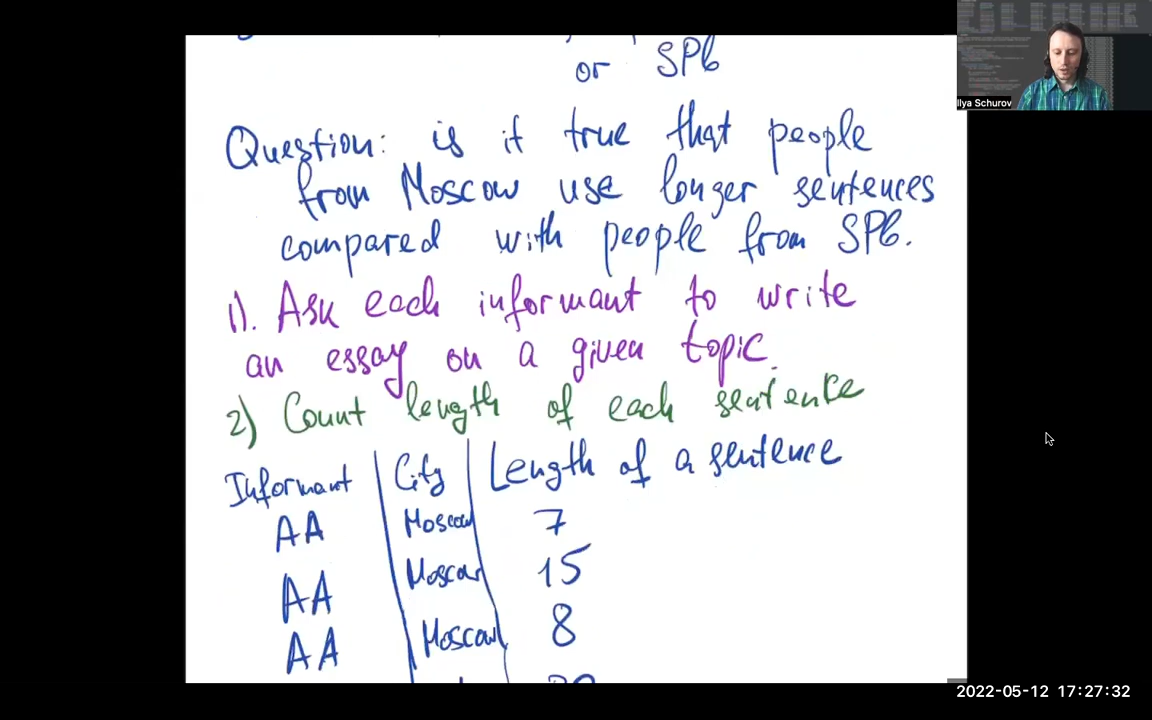 or SPb
Question: is it true that people
from Moscow use longer sentences
compared with people from SPb.
1). Ask each informant to write
an essay on a given topic.
2) Count length of each sentence
Informant City Length of a sentence
AA Moscow 7
AA Moscow 15
AA Moscow 8
Ilya Schurov
2022-05-12 17:27:32